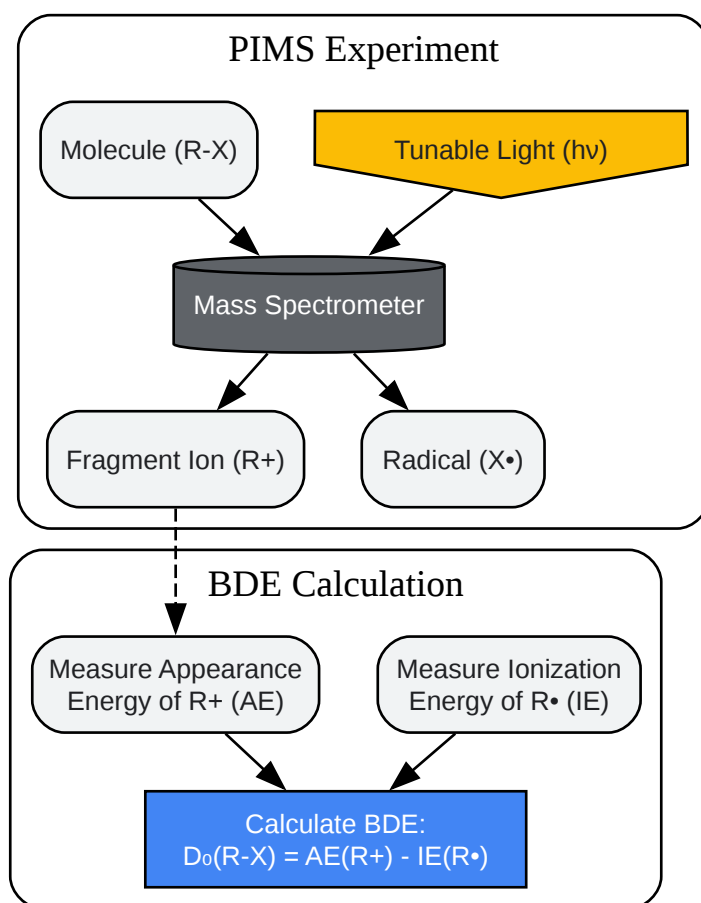 PIMS Experiment
Molecule (R-X)
Tunable Light (hν)
Mass Spectrometer
Fragment Ion (R+)
Radical (X•)
BDE Calculation
Measure Appearance
Energy of R+ (AE)
Measure Ionization
Energy of R• (IE)
Calculate BDE:
D₀(R-X) = AE(R+) - IE(R•)